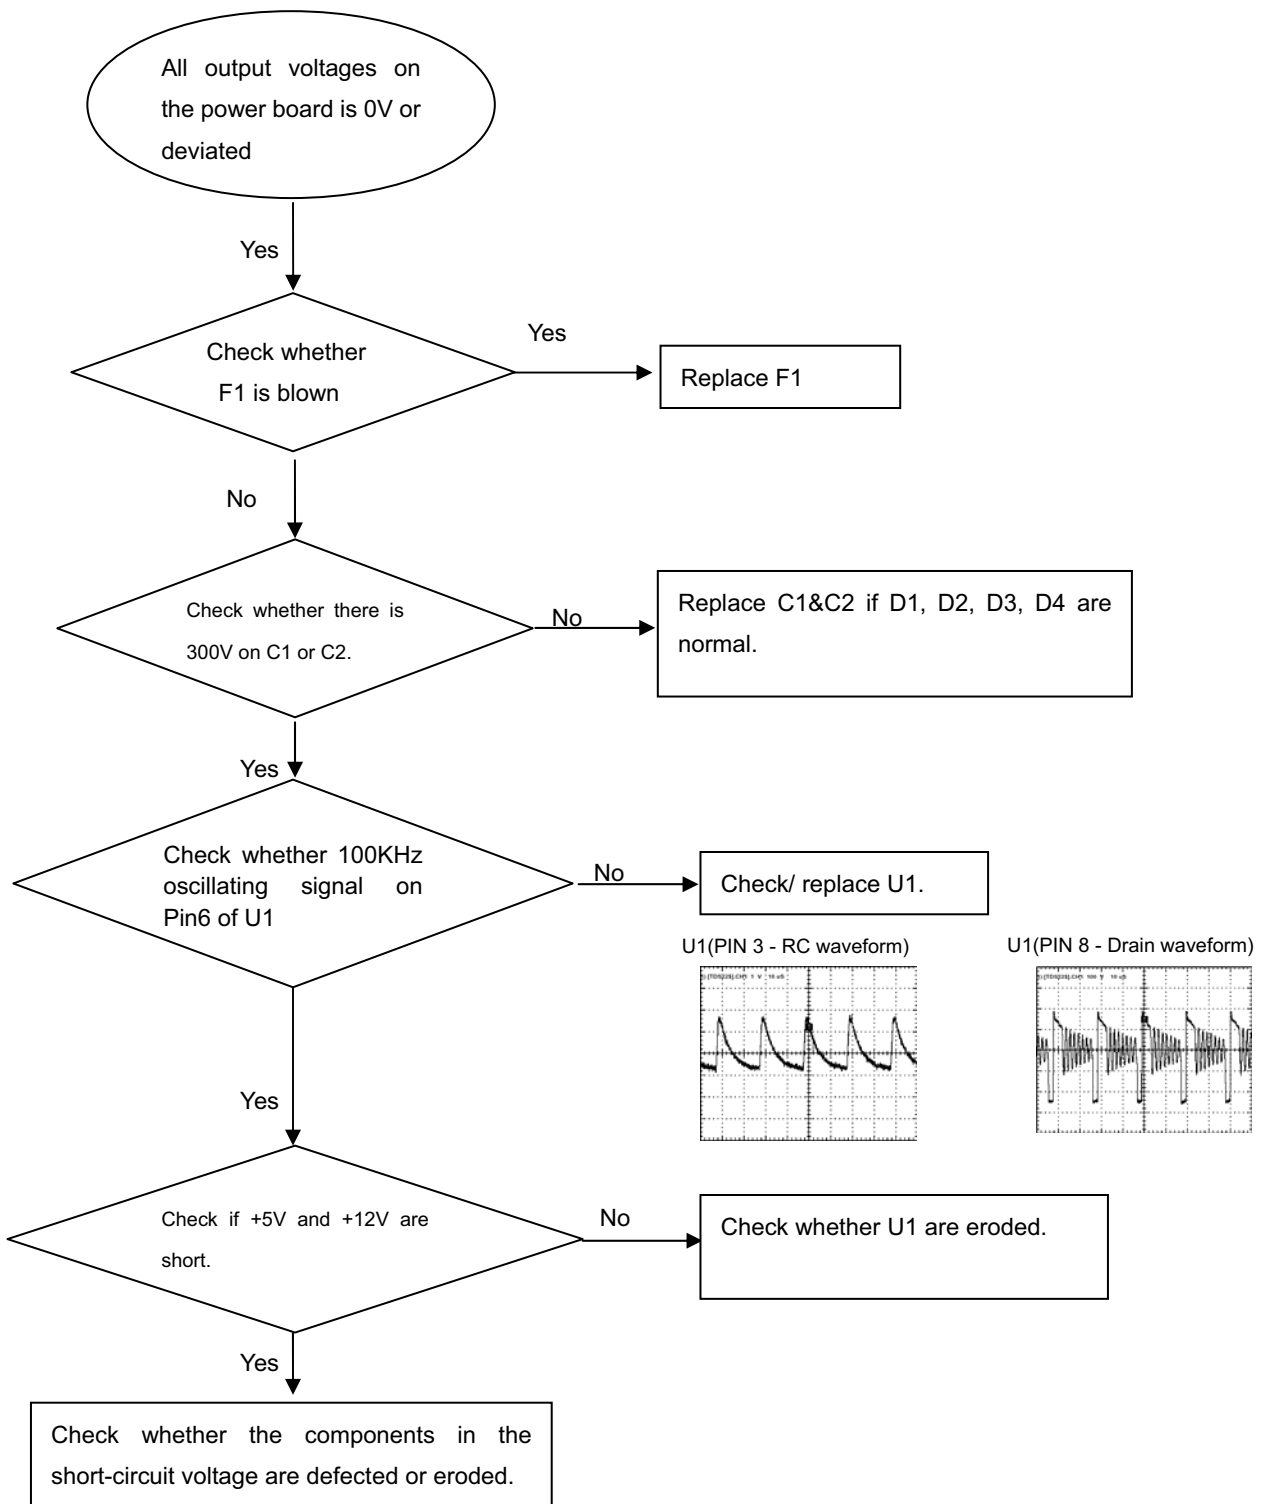 All output voltages on
the power board is 0V or
deviated
Yes
Check whether
F1 is blown
Yes
Replace F1
No
Check whether there is
300V on C1 or C2.
No
Replace C1&C2 if D1, D2, D3, D4 are
normal.
Yes
Check whether 100KHz
oscillating signal on
Pin6 of U1
No
Check/ replace U1.
U1(PIN 3 - RC waveform)
U1(PIN 8 - Drain waveform)
Yes
Check if +5V and +12V are
short.
No
Check whether U1 are eroded.
Yes
Check whether the components in the
short-circuit voltage are defected or eroded.